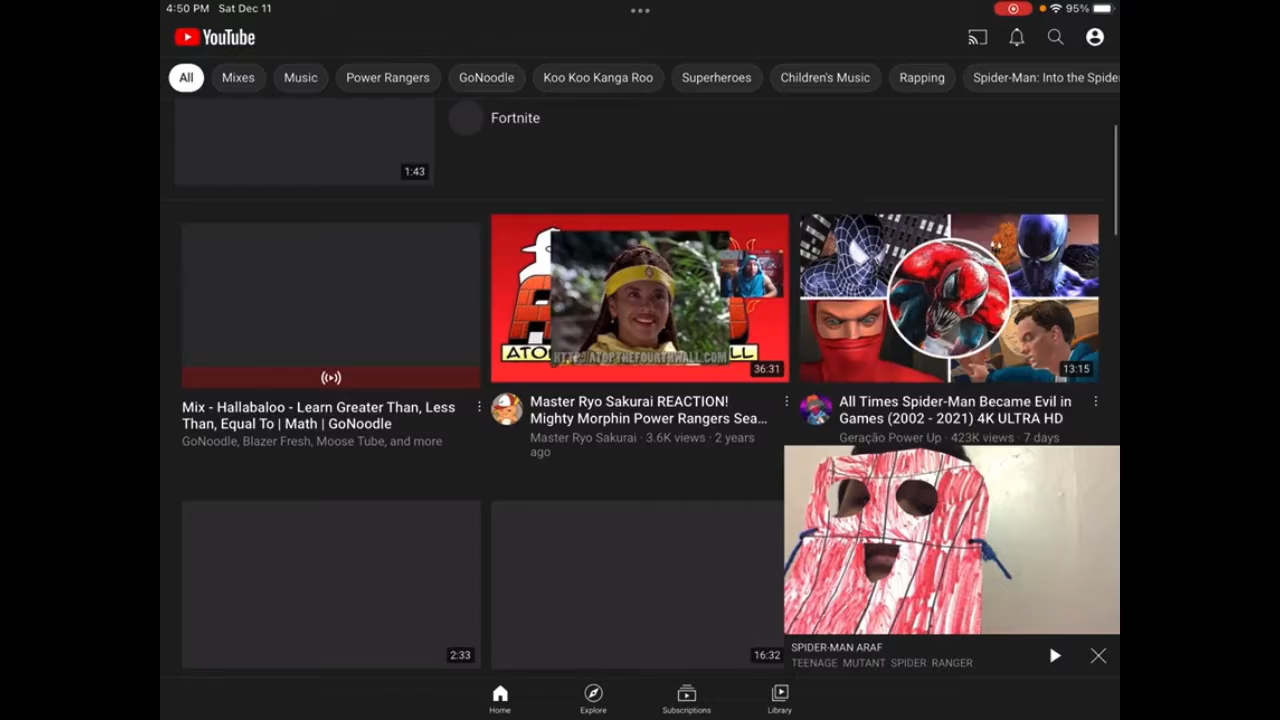 4:50 PM Sat Dec 11
95%
YouTube
All Mixes Music Power Rangers GoNoodle Koo Koo Kanga Roo Superheroes Children's Music Rapping Spider-Man: Into the Spide
Fortnite
1:43
HTTP://ATOPTHEFOURTHWALL.COM
36:31
13:15
Mix - Hallabaloo - Learn Greater Than, Less
Than, Equal To | Math | GoNoodle
GoNoodle, Blazer Fresh, Moose Tube, and more
Master Ryo Sakurai REACTION!
Mighty Morphin Power Rangers Sea...
Master Ryo Sakurai · 3.6K views · 2 years
ago
All Times Spider-Man Became Evil in
Games (2002 - 2021) 4K ULTRA HD
Geração Power Up · 423K views · 7 days
2:33
16:32
SPIDER-MAN ARAF
TEENAGE MUTANT SPIDER RANGER
Home Explore Subscriptions Library